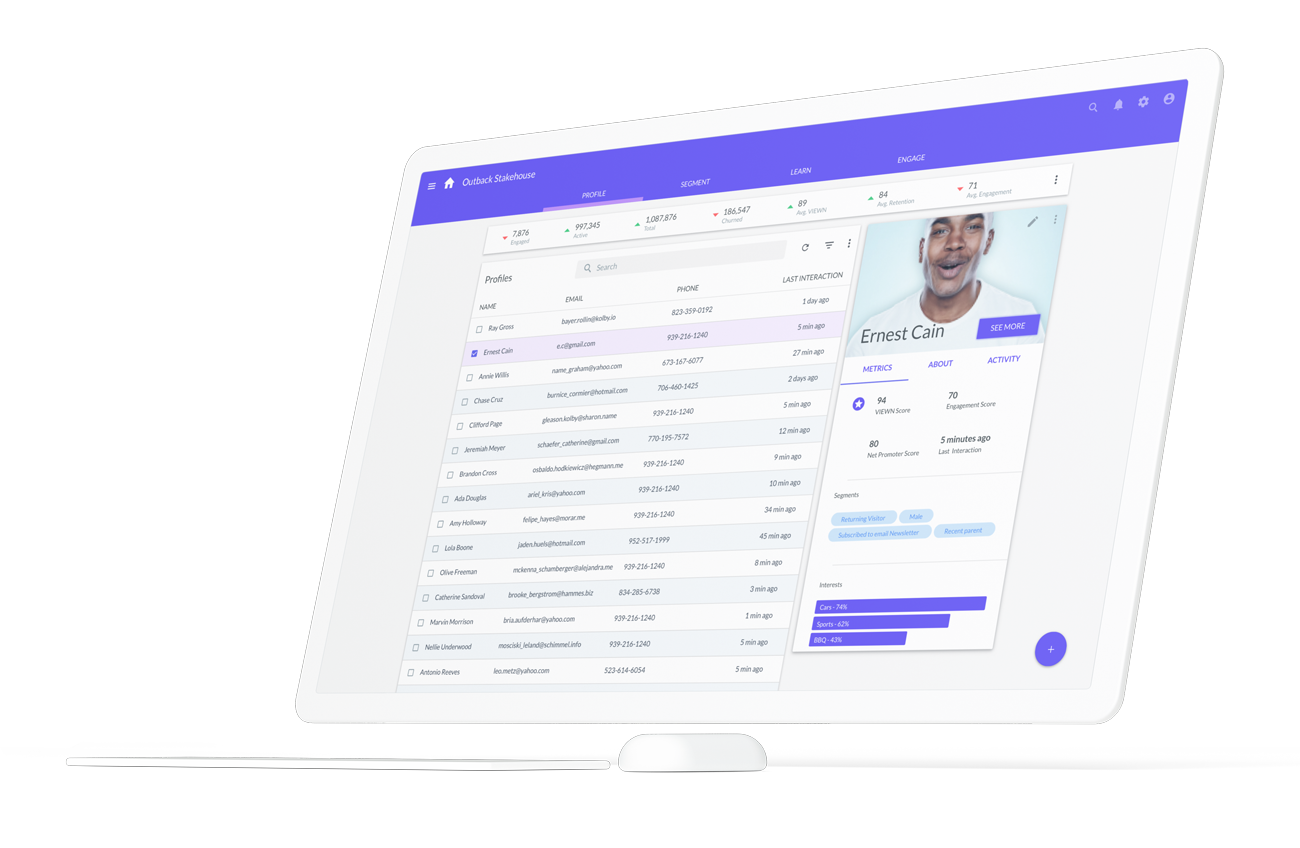 Outback Stakehouse
PROFILE SEGMENT LEARN ENGAGE
7,876 997,345 1,087,876 186,547 89 84 71
Engaged Active Total Churned Avg. VIEWN Avg. Retention Avg. Engagement
Profiles Search
NAME EMAIL PHONE LAST INTERACTION
Ray Gross bayer.rollin@kolby.io 823-359-0192 1 day ago
Ernest Cain e.c@gmail.com 939-216-1240 5 min ago
Annie Willis name_graham@yahoo.com 673-167-6077 27 min ago
Chase Cruz burnice_cormier@hotmail.com 706-460-1425 2 days ago
Clifford Page gleason.kolby@sharon.name 939-216-1240 5 min ago
Jeremiah Meyer schaefer_catherine@gmail.com 770-195-7572 12 min ago
Brandon Cross osbaldo.hodkiewicz@hegmann.me 939-216-1240 9 min ago
Ada Douglas ariel_kris@yahoo.com 939-216-1240 10 min ago
Amy Holloway felipe_hayes@morar.me 939-216-1240 34 min ago
Lola Boone jaden.huels@hotmail.com 952-517-1999 45 min ago
Olive Freeman mckenna_schamberger@alejandra.me 939-216-1240 8 min ago
Catherine Sandoval brooke_bergstrom@hammes.biz 834-285-6738 3 min ago
Marvin Morrison bria.aufderhar@yahoo.com 939-216-1240 1 min ago
Nellie Underwood mosciski_leland@schimmel.info 939-216-1240 5 min ago
Antonio Reeves leo.metz@yahoo.com 523-614-6054 5 min ago
Ernest Cain SEE MORE
METRICS ABOUT ACTIVITY
94 70
VIEWN Score Engagement Score
80 5 minutes ago
Net Promoter Score Last Interaction
Segments
Returning Visitor Male
Subscribed to email Newsletter Recent parent
Interests
Cars - 74%
Sports - 62%
BBQ - 43%
+